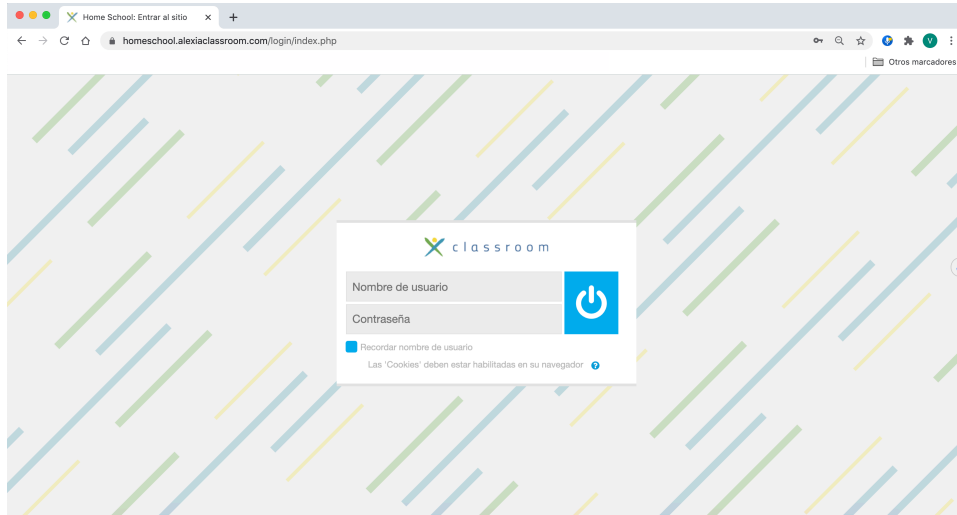 Home School: Entrar al sitio
homeschool.alexiaclassroom.com/login/index.php
V
Otros marcadores
classroom
Nombre de usuario
Contraseña
Recordar nombre de usuario
Las 'Cookies' deben estar habilitadas en su navegador ?